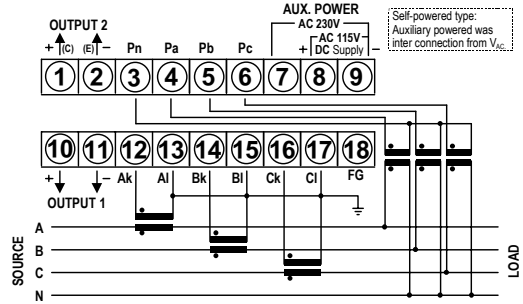 AUX. POWER
AC 230V
AC 115V
+ DC Supply –
Self-powered type:
Auxiliary powered was
inter connection from VAC.
OUTPUT 2
+ (C) (E) –
Pn Pa Pb Pc
1 2 3 4 5 6 7 8 9
10 11 12 13 14 15 16 17 18
+ – Ak Al Bk Bl Ck Cl FG
OUTPUT 1
SOURCE
A
B
C
N
LOAD